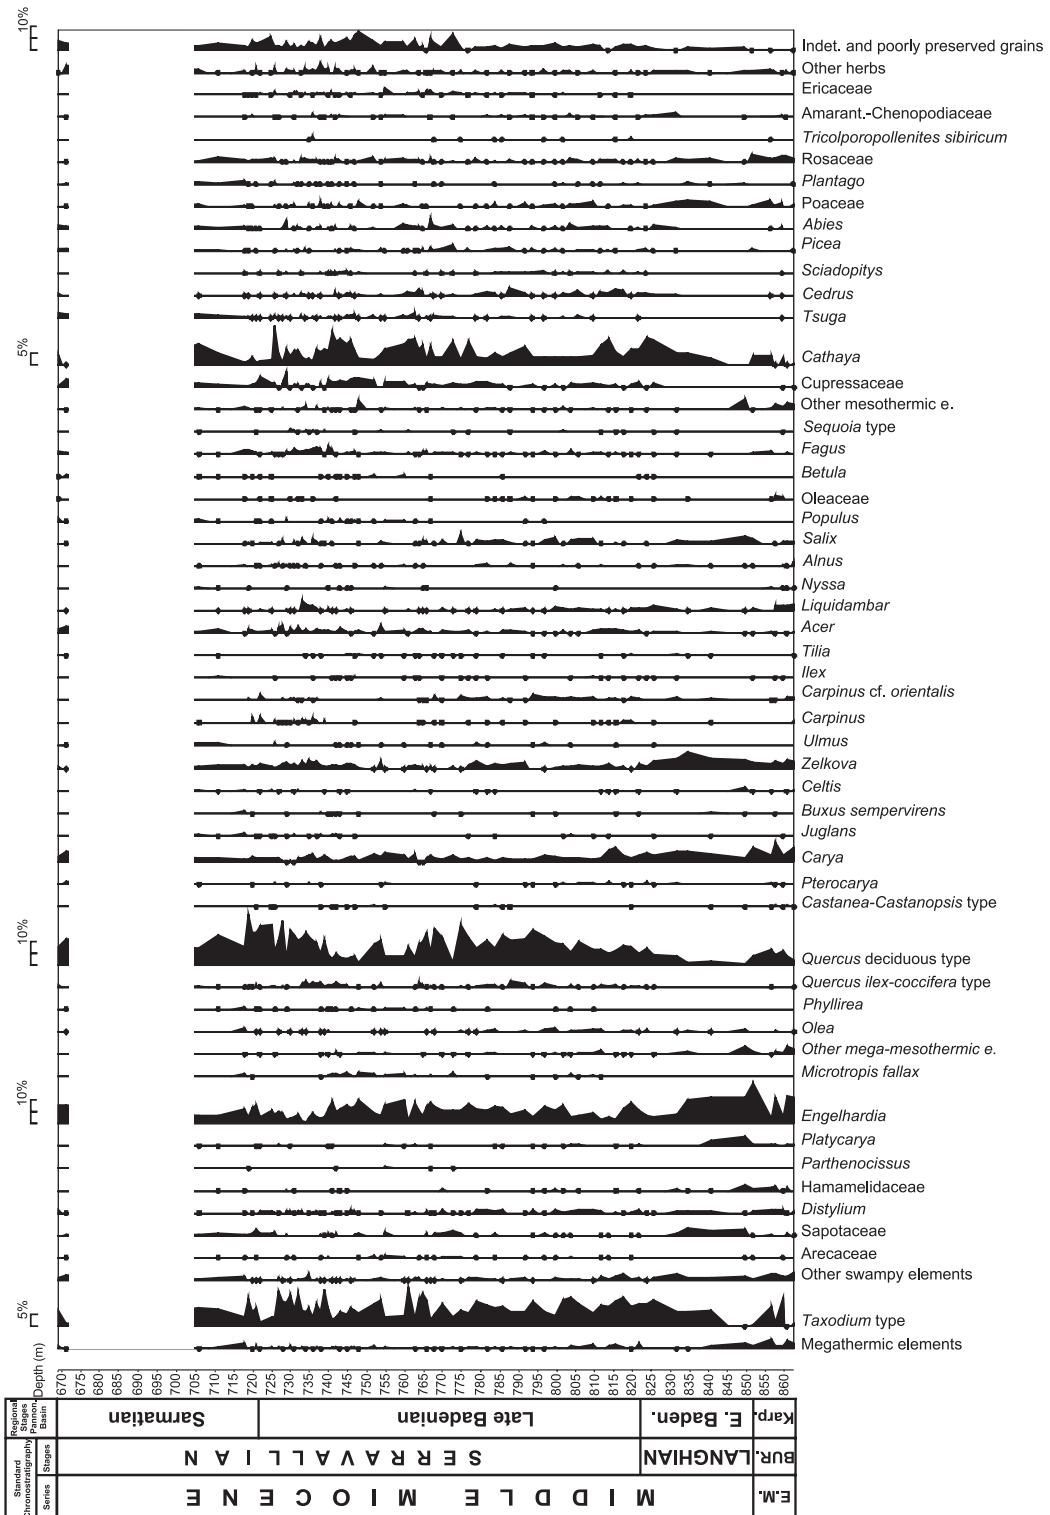 10%
Indet. and poorly preserved grains
Other herbs
Ericaceae
Amarant.-Chenopodiaceae
Tricolporopollenites sibiricum
Rosaceae
Plantago
Poaceae
Abies
Picea
Sciadopitys
Cedrus
Tsuga
5%
Cathaya
Cupressaceae
Other mesothermic e.
Sequoia type
Fagus
Betula
Oleaceae
Populus
Salix
Alnus
Nyssa
Liquidambar
Acer
Tilia
Ilex
Carpinus cf. orientalis
Carpinus
Ulmus
Zelkova
Celtis
Buxus sempervirens
Juglans
Carya
Pterocarya
Castanea-Castanopsis type
10%
Quercus deciduous type
Quercus ilex-coccifera type
Phyllirea
Olea
Other mega-mesothermic e.
Microtropis fallax
10%
Engelhardia
Platycarya
Parthenocissus
Hamamelidaceae
Distylium
Sapotaceae
Arecaceae
Other swampy elements
5%
Taxodium type
Megathermic elements
Depth (m)
670 675 680 685 690 695 700 705 710 715 720 725 730 735 740 745 750 755 760 765 770 775 780 785 790 795 800 805 810 815 820 825 830 835 840 845 850 855 860
Regional Stages Pannon. Basin
Sarmatian
Late Badenian
E. Baden.
Karp.
Standard Chronostratigraphy
Stages
SERRAVALLIAN
LANGHIAN
BUR.
Series
MIDDLE MIOCENE
E.M.